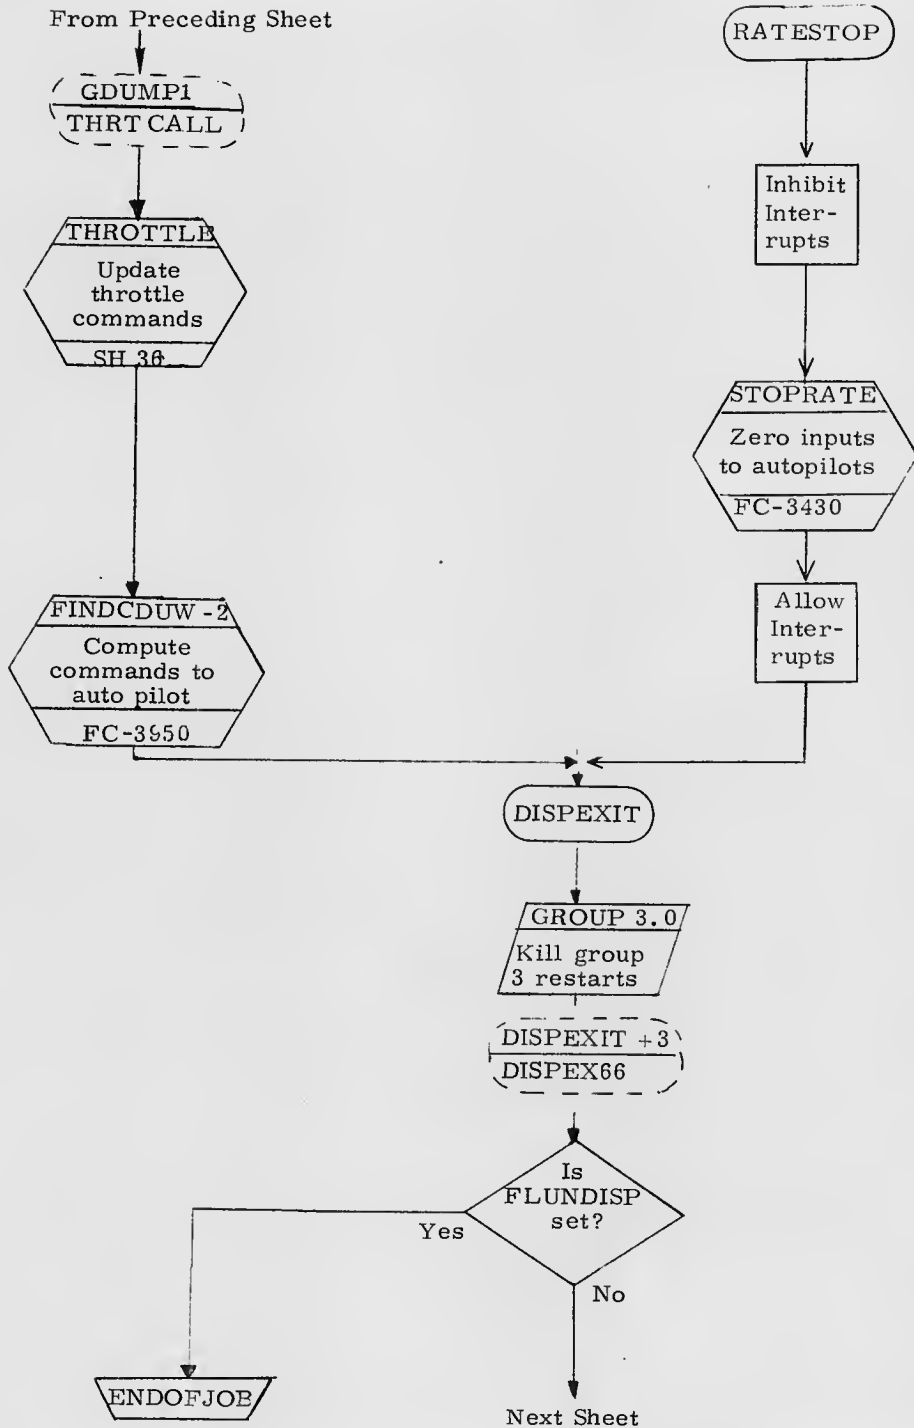 From Preceding Sheet
GDUMP1
THRT CALL
THROTTLE
Update
throttle
commands
SH 36
FINDCDUW -2
Compute
commands to
auto pilot
FC-3950
RATESTOP
Inhibit
Inter-
rupts
STOPRATE
Zero inputs
to autopilots
FC-3430
Allow
Inter-
rupts
DISPEXIT
GROUP 3.0
Kill group
3 restarts
DISPEXIT +3
DISPEX66
Is
FLUNDISP
set?
Yes
No
ENDOFJOB
Next Sheet